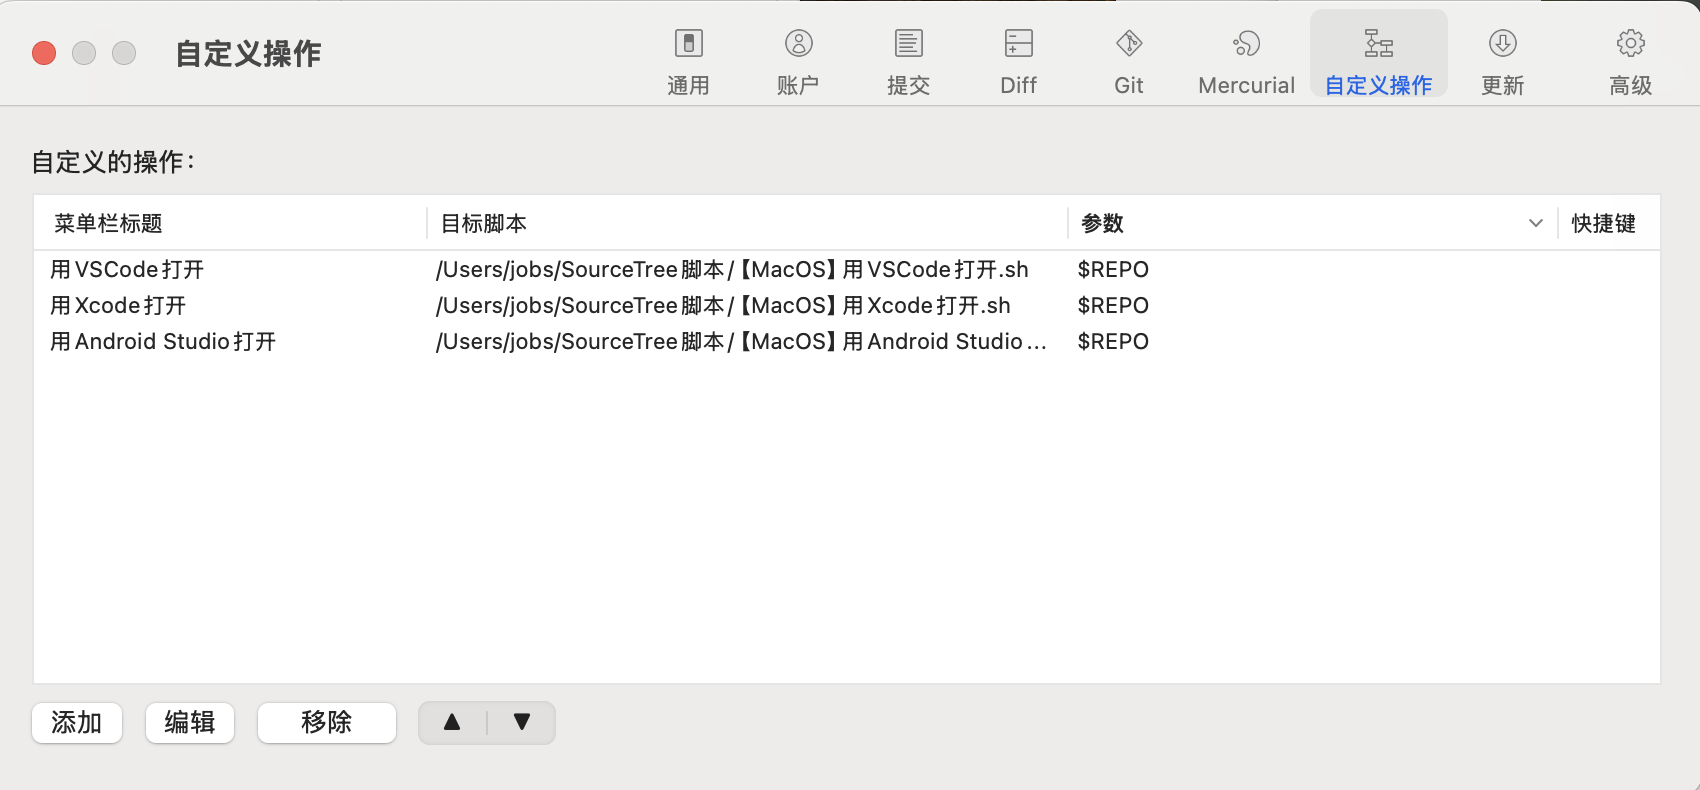 自定义操作
通用
账户
提交
Diff
Git
Mercurial
自定义操作
更新
高级
自定义的操作:
菜单栏标题 目标脚本 参数 快捷键
用VSCode打开 /Users/jobs/SourceTree脚本/【MacOS】用VSCode打开.sh $REPO
用Xcode打开 /Users/jobs/SourceTree脚本/【MacOS】用Xcode打开.sh $REPO
用Android Studio打开 /Users/jobs/SourceTree脚本/【MacOS】用Android Studio... $REPO
添加 编辑 移除